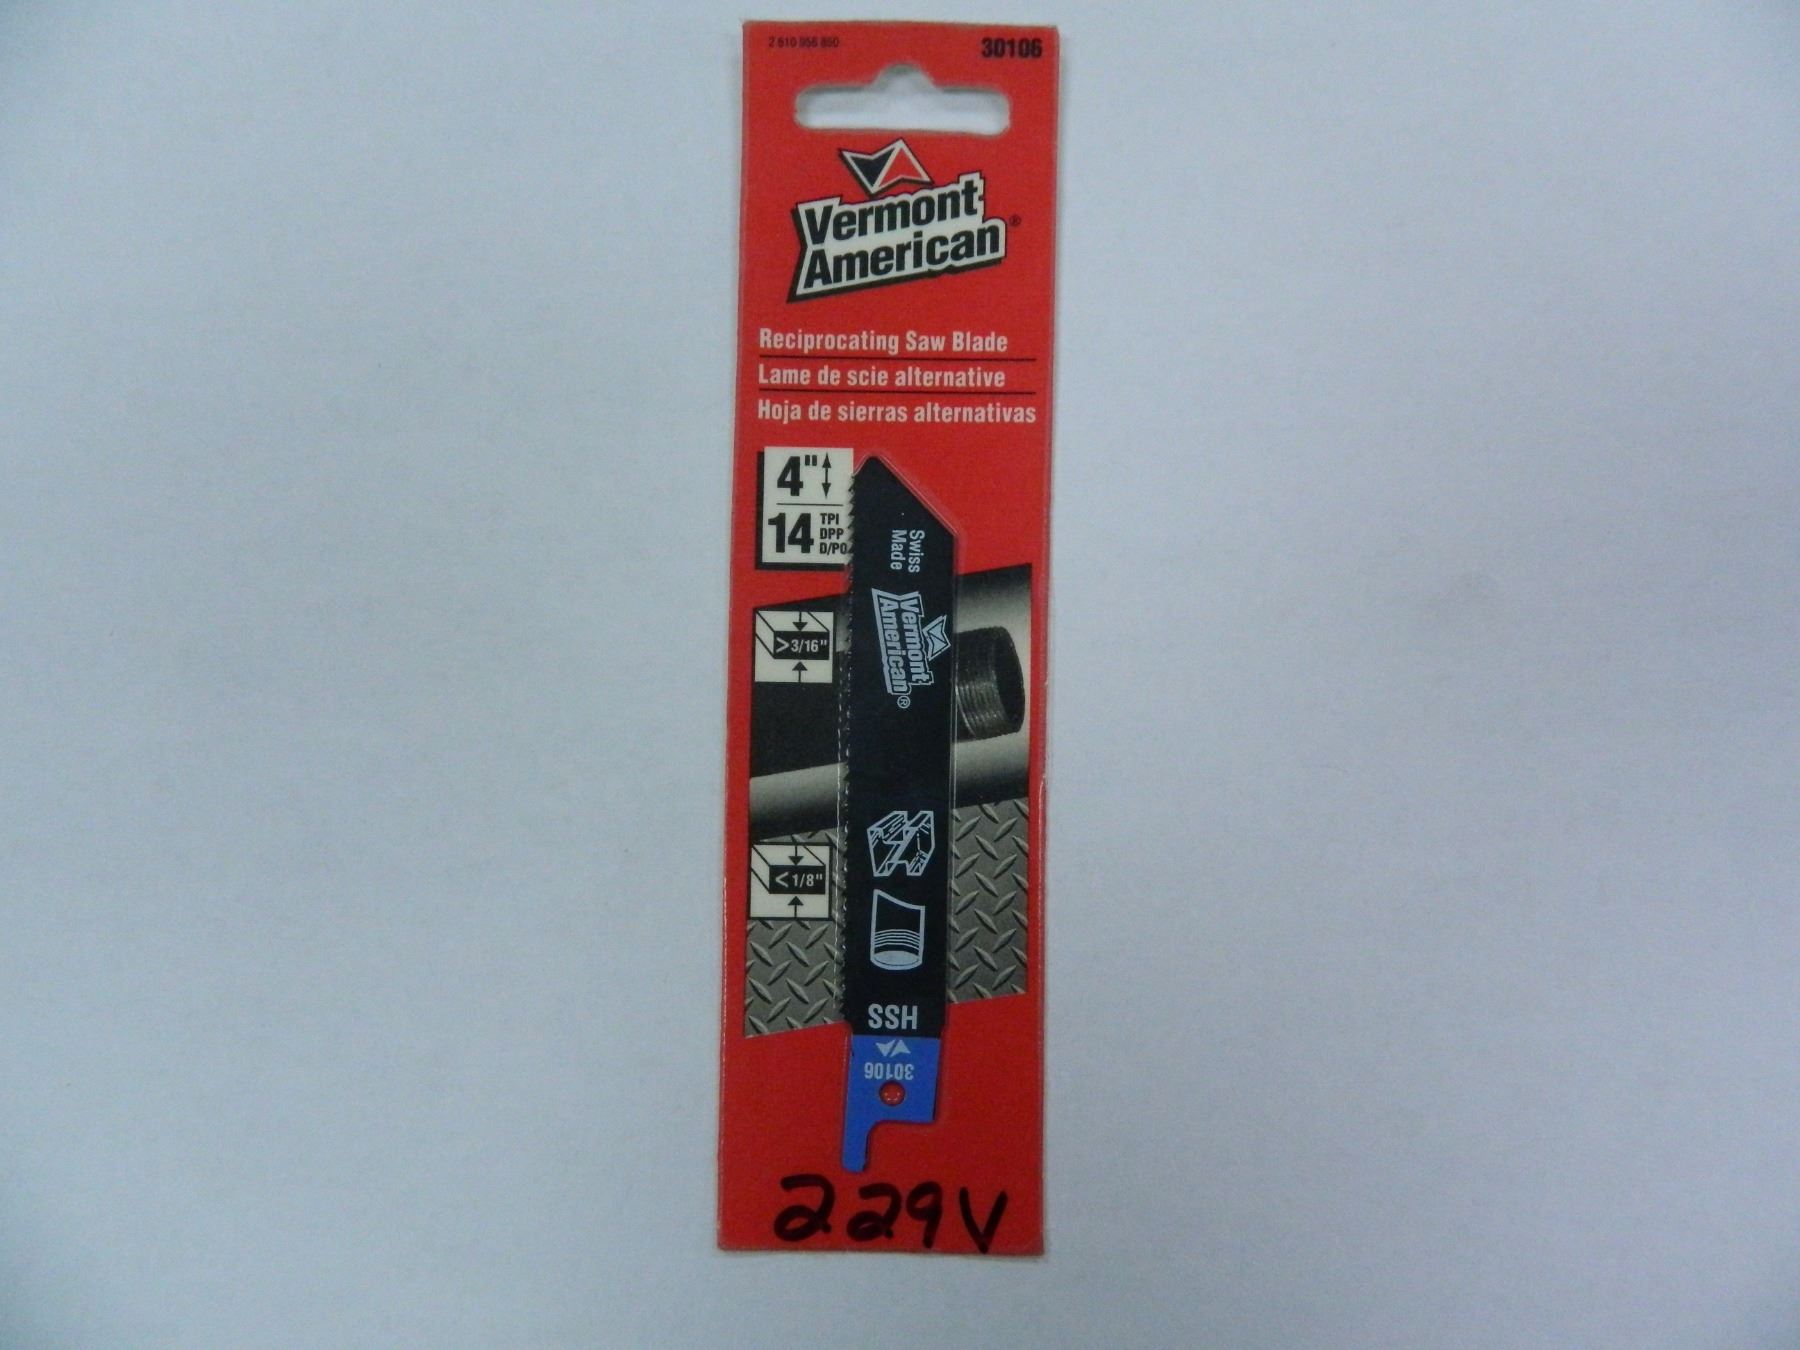 2 610 956 850
30106
Vermont
American®
Reciprocating Saw Blade
Lame de scie alternative
Hoja de sierras alternativas
4"
14 TPI
DPP
D/PO
Swiss
Made
Vermont
American®
>3/16"
<1/8"
HSS
30106
229V